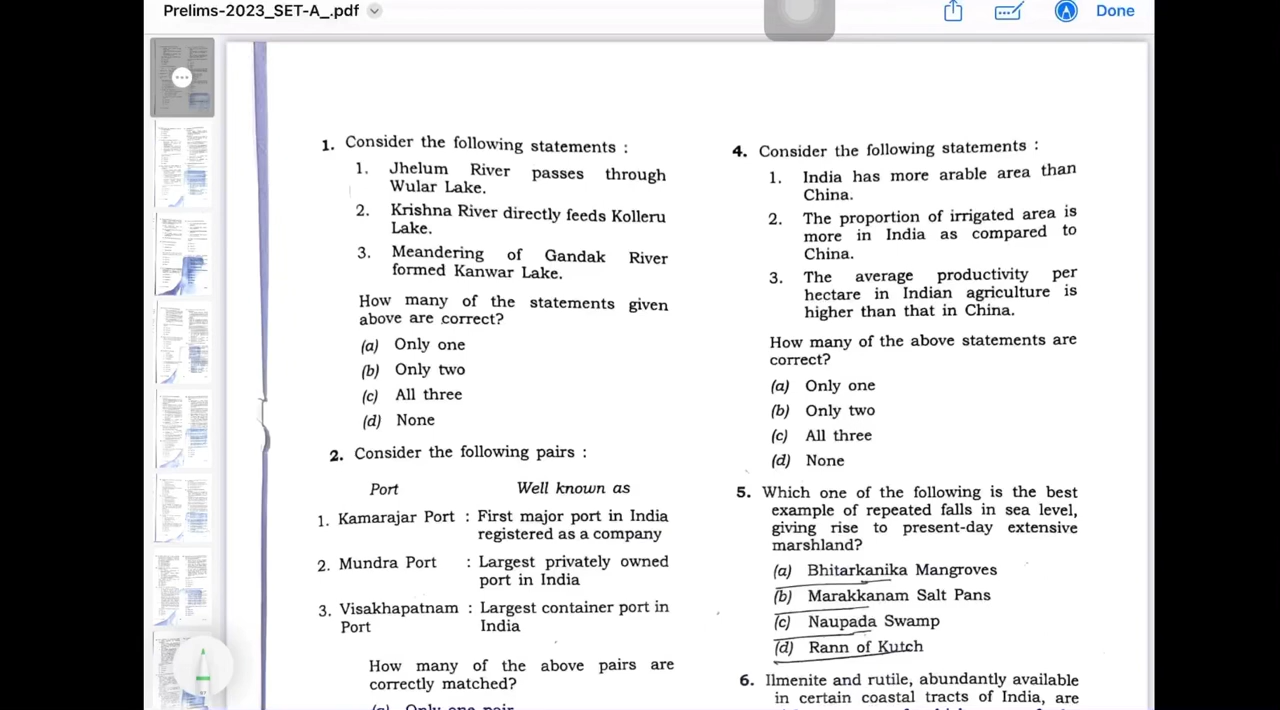 Prelims-2023_SET-A_.pdf
Done
1. Consider the following statements :
1. Jhelum River passes through
Wular Lake.
2. Krishna River directly feeds Kolleru
Lake.
3. Meandering of Gandak River
formed Kanwar Lake.
How many of the statements given
above are correct?
(a) Only one
(b) Only two
(c) All three
(d) None
2. Consider the following pairs :
Port Well known as
1. Kamarajar Port : First major port in India
registered as a company
2. Mundra Port : Largest privately owned
port in India
3. Visakhapatnam : Largest container port in
Port India
How many of the above pairs are
correctly matched?
(a) Only one pair
4. Consider the following statements :
1. India has more arable area than
China.
2. The proportion of irrigated area is
more in India as compared to
China.
3. The average productivity per
hectare in Indian agriculture is
higher than that in China.
How many of the above statements are
correct?
(a) Only one
(b) Only two
(c) All three
(d) None
5. Which one of the following is the best
example of repeated falls in sea level,
giving rise to present-day extensive
marshland?
(a) Bhitarkanika Mangroves
(b) Marakkanam Salt Pans
(c) Naupada Swamp
(d) Rann of Kutch
6. Ilmenite and rutile, abundantly available
in certain coastal tracts of India, are